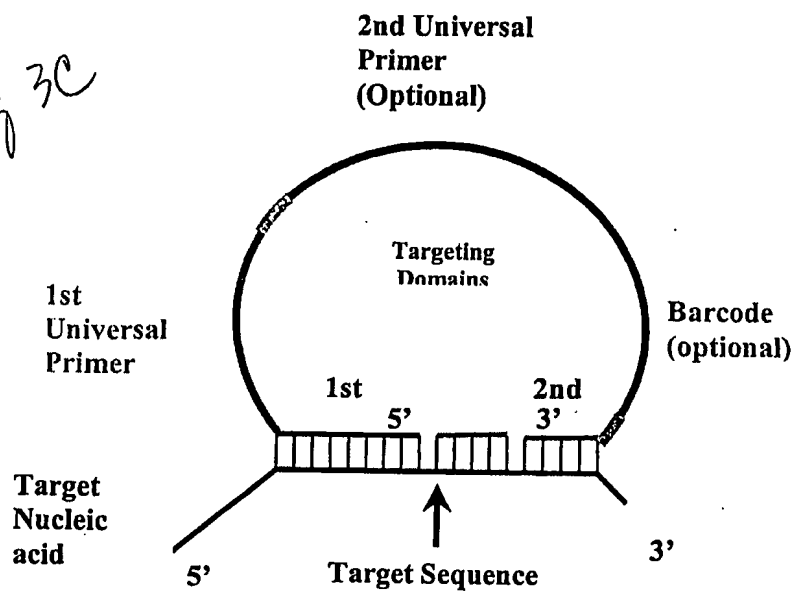 2nd Universal
Primer
(Optional)
3C
Targeting
Domains
1st
Universal
Primer
Barcode
(optional)
1st
2nd
5’
3’
Target
Nucleic
acid
5’
Target Sequence
3’